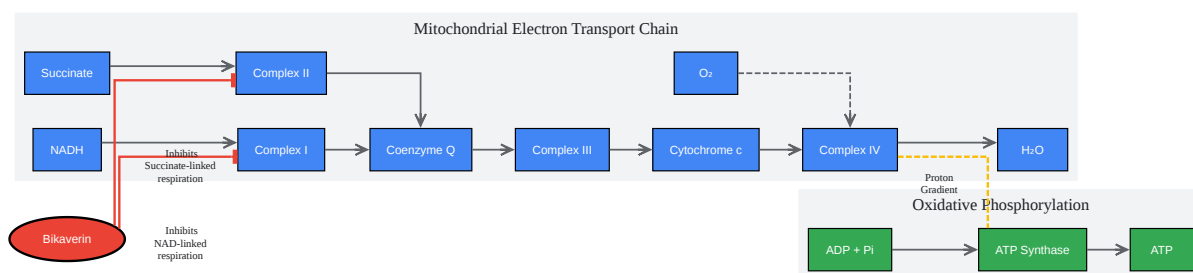 Mitochondrial Electron Transport Chain
Succinate
Complex II
O₂
NADH
Complex I
Coenzyme Q
Complex III
Cytochrome c
Complex IV
H₂O
Inhibits
Succinate-linked
respiration
Proton
Gradient
Oxidative Phosphorylation
Bikaverin
Inhibits
NAD-linked
respiration
ADP + Pi
ATP Synthase
ATP